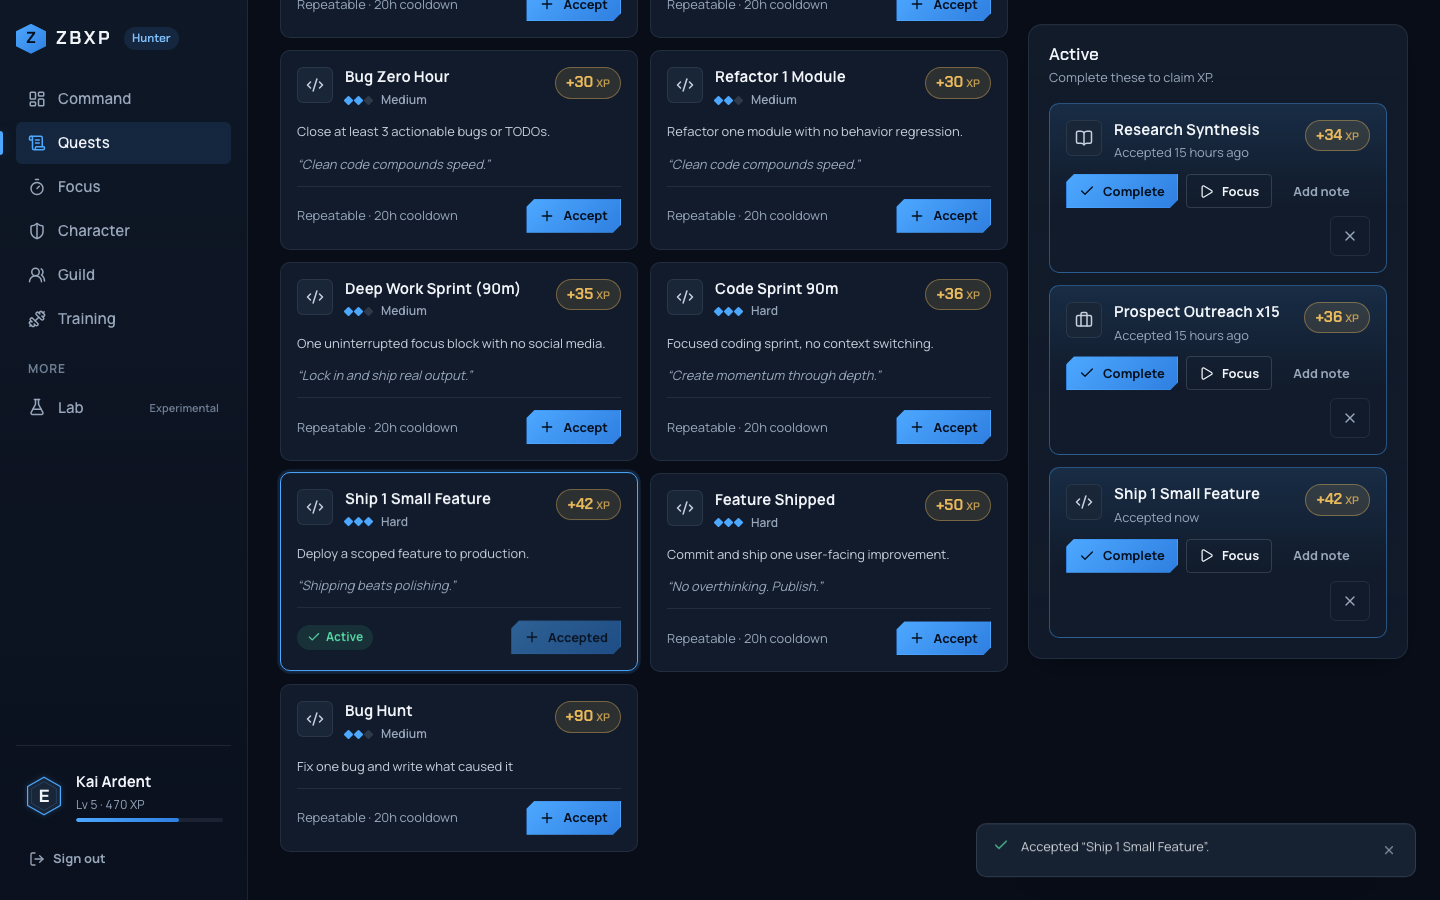 Z ZBXP Hunter
Command
Quests
Focus
Character
Guild
Training
MORE
Lab Experimental
E
Kai Ardent
Lv 5 · 470 XP
Sign out
Repeatable · 20h cooldown
Accept
Repeatable · 20h cooldown
Accept
Bug Zero Hour
+30 XP
Medium
Close at least 3 actionable bugs or TODOs.
“Clean code compounds speed.”
Repeatable · 20h cooldown
Accept
Refactor 1 Module
+30 XP
Medium
Refactor one module with no behavior regression.
“Clean code compounds speed.”
Repeatable · 20h cooldown
Accept
Deep Work Sprint (90m)
+35 XP
Medium
One uninterrupted focus block with no social media.
“Lock in and ship real output.”
Repeatable · 20h cooldown
Accept
Code Sprint 90m
+36 XP
Hard
Focused coding sprint, no context switching.
“Create momentum through depth.”
Repeatable · 20h cooldown
Accept
Ship 1 Small Feature
+42 XP
Hard
Deploy a scoped feature to production.
“Shipping beats polishing.”
Active
Accepted
Feature Shipped
+50 XP
Hard
Commit and ship one user-facing improvement.
“No overthinking. Publish.”
Repeatable · 20h cooldown
Accept
Bug Hunt
+90 XP
Medium
Fix one bug and write what caused it
Repeatable · 20h cooldown
Accept
Active
Complete these to claim XP.
Research Synthesis
+34 XP
Accepted 15 hours ago
Complete
Focus
Add note
Prospect Outreach x15
+36 XP
Accepted 15 hours ago
Complete
Focus
Add note
Ship 1 Small Feature
+42 XP
Accepted now
Complete
Focus
Add note
Accepted “Ship 1 Small Feature”.